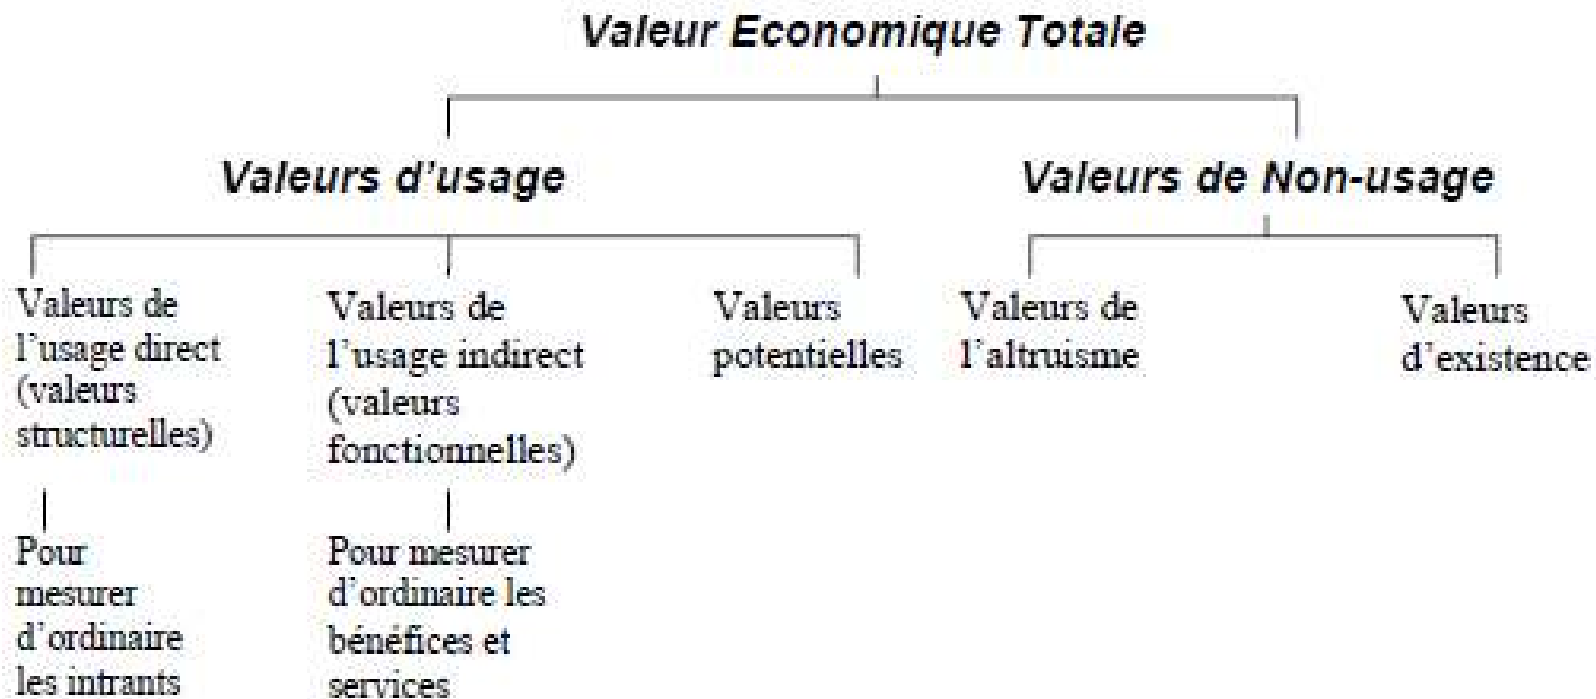 Valeur Economique Totale
Valeurs d'usage
Valeurs de Non-usage
Valeurs de
l'usage direct
(valeurs
structurelles)
Valeurs de
l'usage indirect
(valeurs
fonctionnelles)
Valeurs
potentielles
Valeurs de
l'altruisme
Valeurs
d'existence
Pour
mesurer
d'ordinaire
les intrants
Pour mesurer
d'ordinaire les
bénéfices et
services